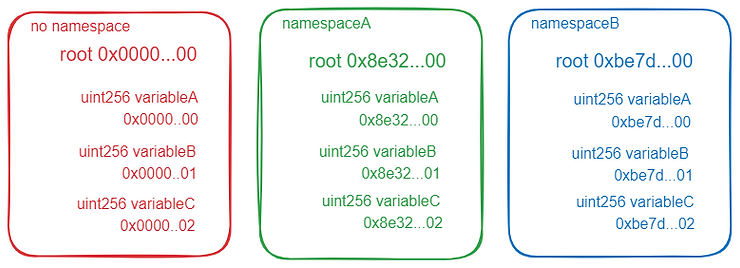 no namespace
root 0x0000...00
uint256 variableA
0x0000..00
uint256 variableB
0x0000..01
uint256 variableC
0x0000..02
namespaceA
root 0x8e32...00
uint256 variableA
0x8e32...00
uint256 variableB
0x8e32...01
uint256 variableC
0x8e32...02
namespaceB
root 0xbe7d...00
uint256 variableA
0xbe7d...00
uint256 variableB
0xbe7d...01
uint256 variableC
0xbe7d...02